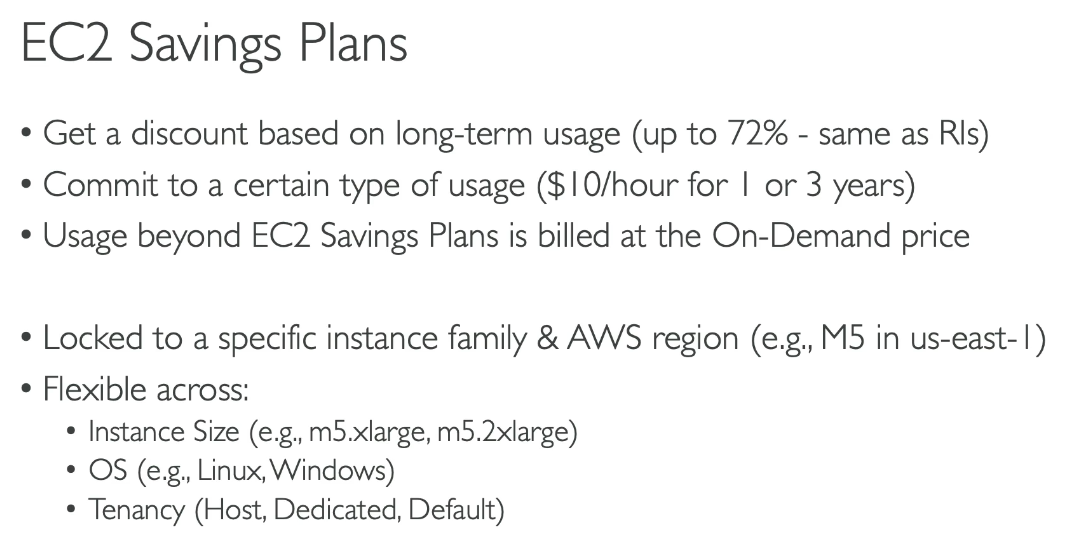 EC2 Savings Plans
• Get a discount based on long-term usage (up to 72% - same as RIs)
• Commit to a certain type of usage ($10/hour for 1 or 3 years)
• Usage beyond EC2 Savings Plans is billed at the On-Demand price
• Locked to a specific instance family & AWS region (e.g., M5 in us-east-1)
• Flexible across:
• Instance Size (e.g., m5.xlarge, m5.2xlarge)
• OS (e.g., Linux, Windows)
• Tenancy (Host, Dedicated, Default)